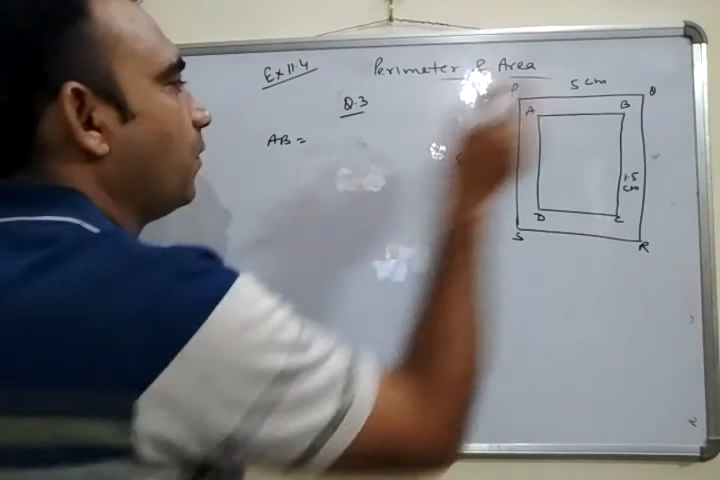 Ex 11.4
Perimeter & Area
Q.3
AB =
5 cm
A
B
1.5
cm
D
C
S
R